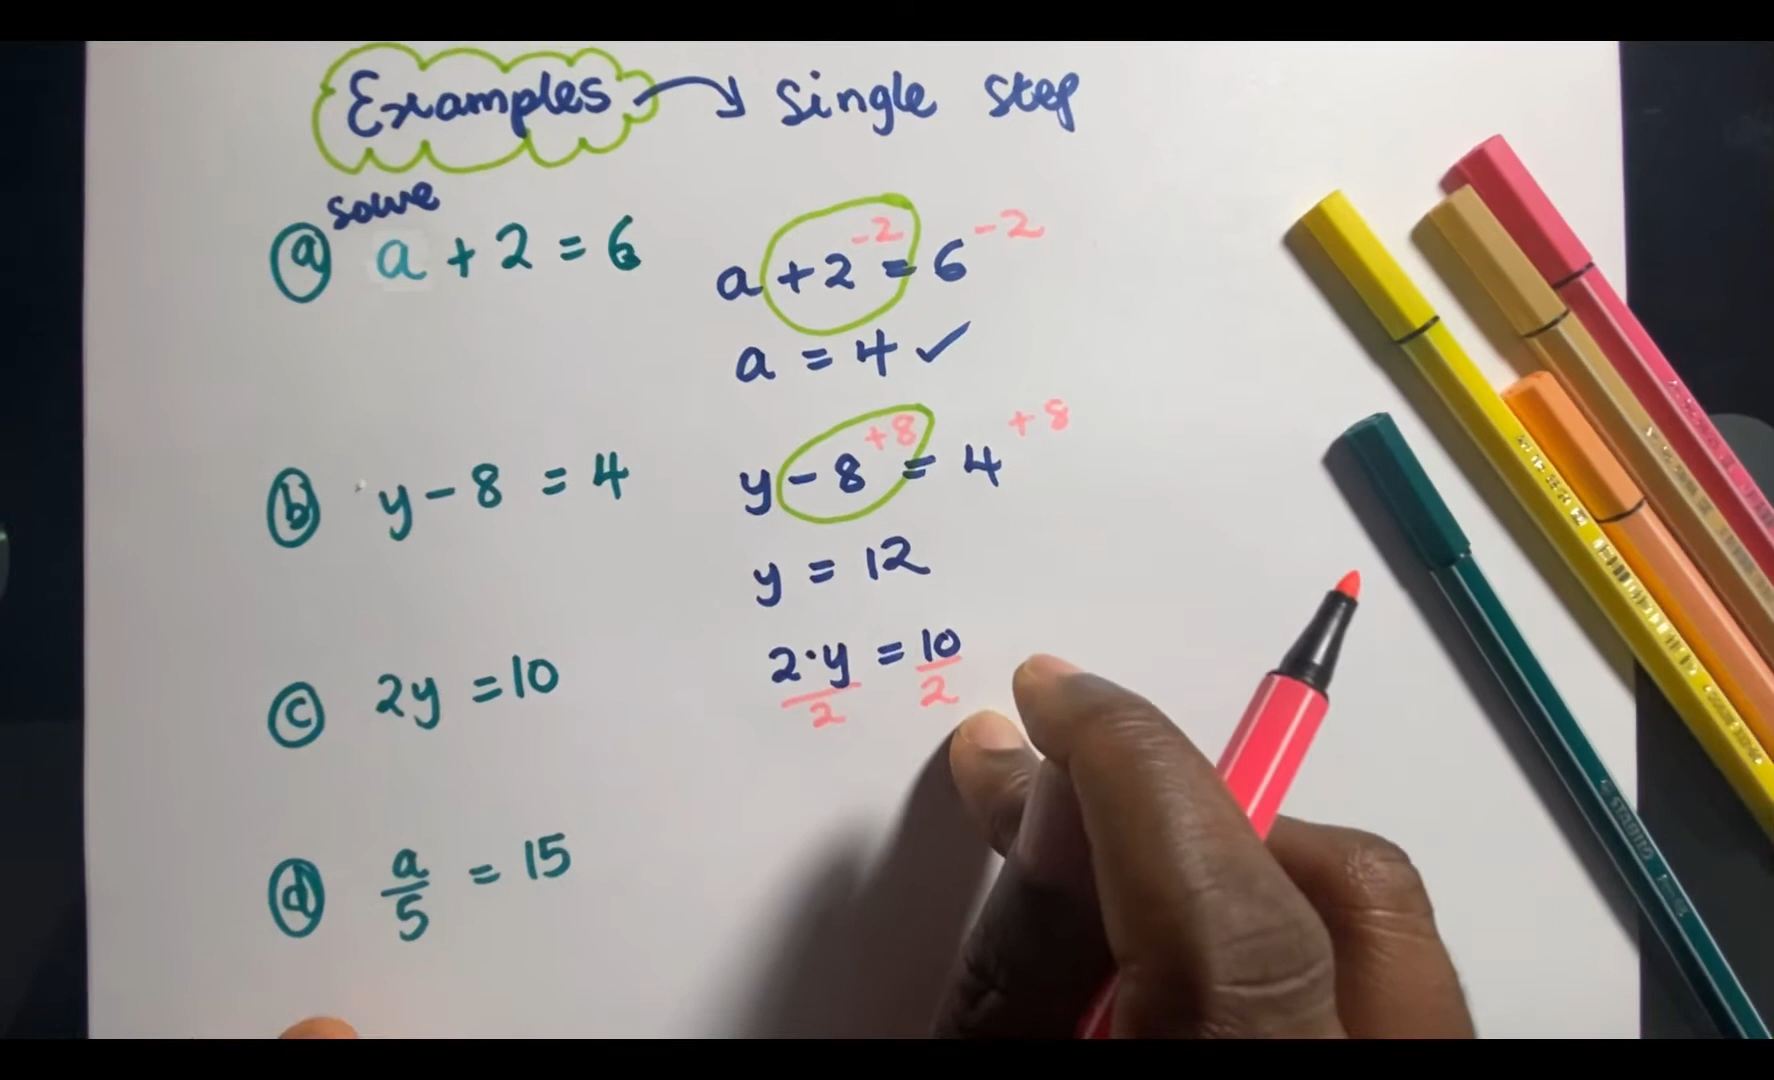 Examples → Single step
solve
ⓐ a + 2 = 6
a + 2 -2 = 6 -2
a = 4 ✓
ⓑ y - 8 = 4
y - 8 +8 = 4 +8
y = 12
ⓒ 2y = 10
2·y/2 = 10/2
ⓓ a/5 = 15
STABILO